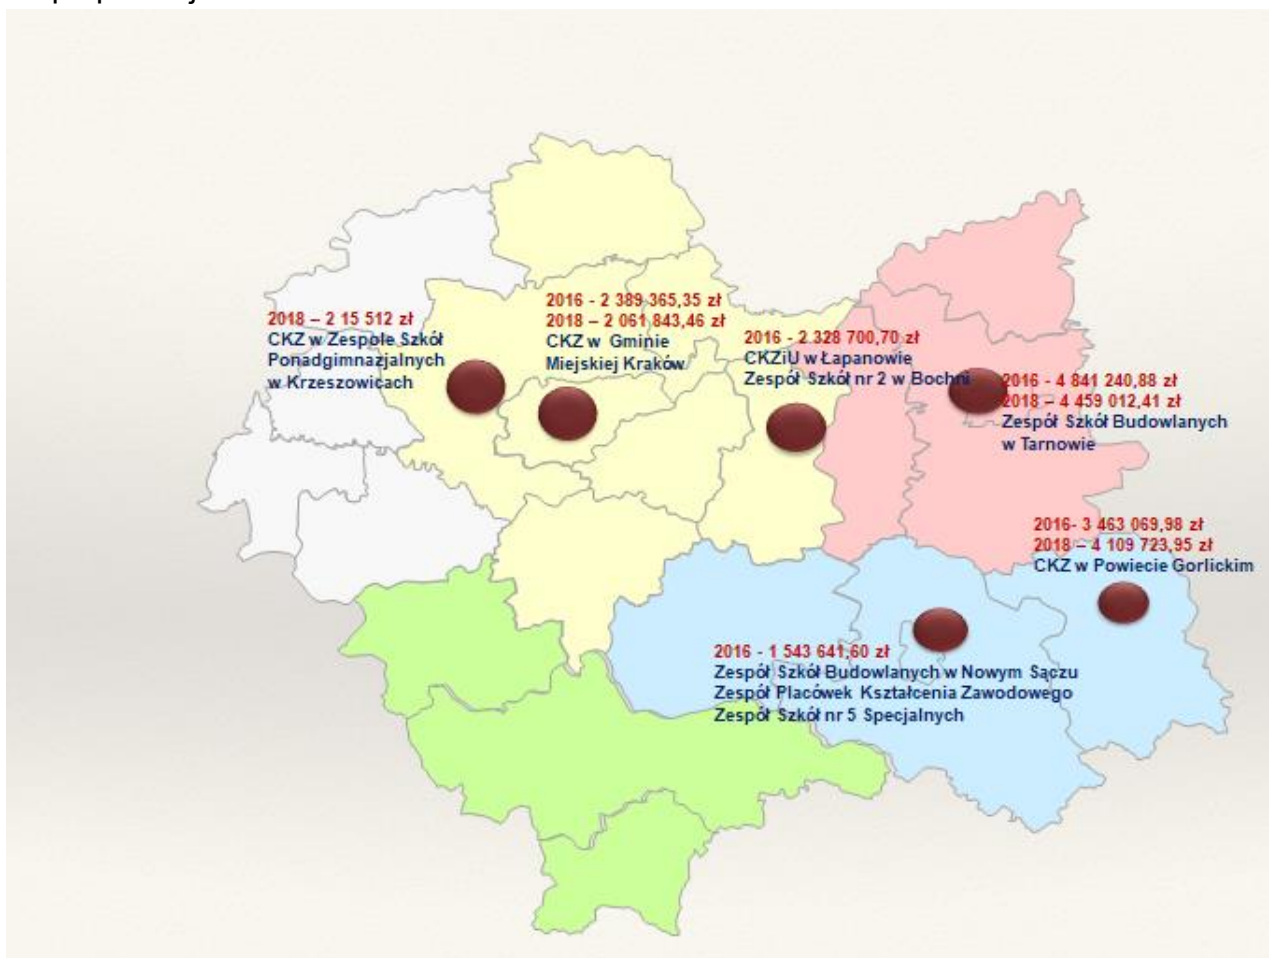 2018 – 2 15 512 zł
CKZ w Zespole Szkół
Ponadgimnazjalnych
w Krzeszowicach
2016 - 2 389 365,35 zł
2018 – 2 061 843,46 zł
CKZ w Gminie
Miejskiej Kraków
2016 - 2 328 700,70 zł
CKZiU w Łapanowie
Zespół Szkół nr 2 w Bochni
2016 - 4 841 240,88 zł
2018 – 4 459 012,41 zł
Zespół Szkół Budowlanych
w Tarnowie
2016- 3 463 069,98 zł
2018 – 4 109 723,95 zł
CKZ w Powiecie Gorlickim
2016 - 1 543 641,60 zł
Zespół Szkół Budowlanych w Nowym Sączu
Zespół Placówek Kształcenia Zawodowego
Zespół Szkół nr 5 Specjalnych